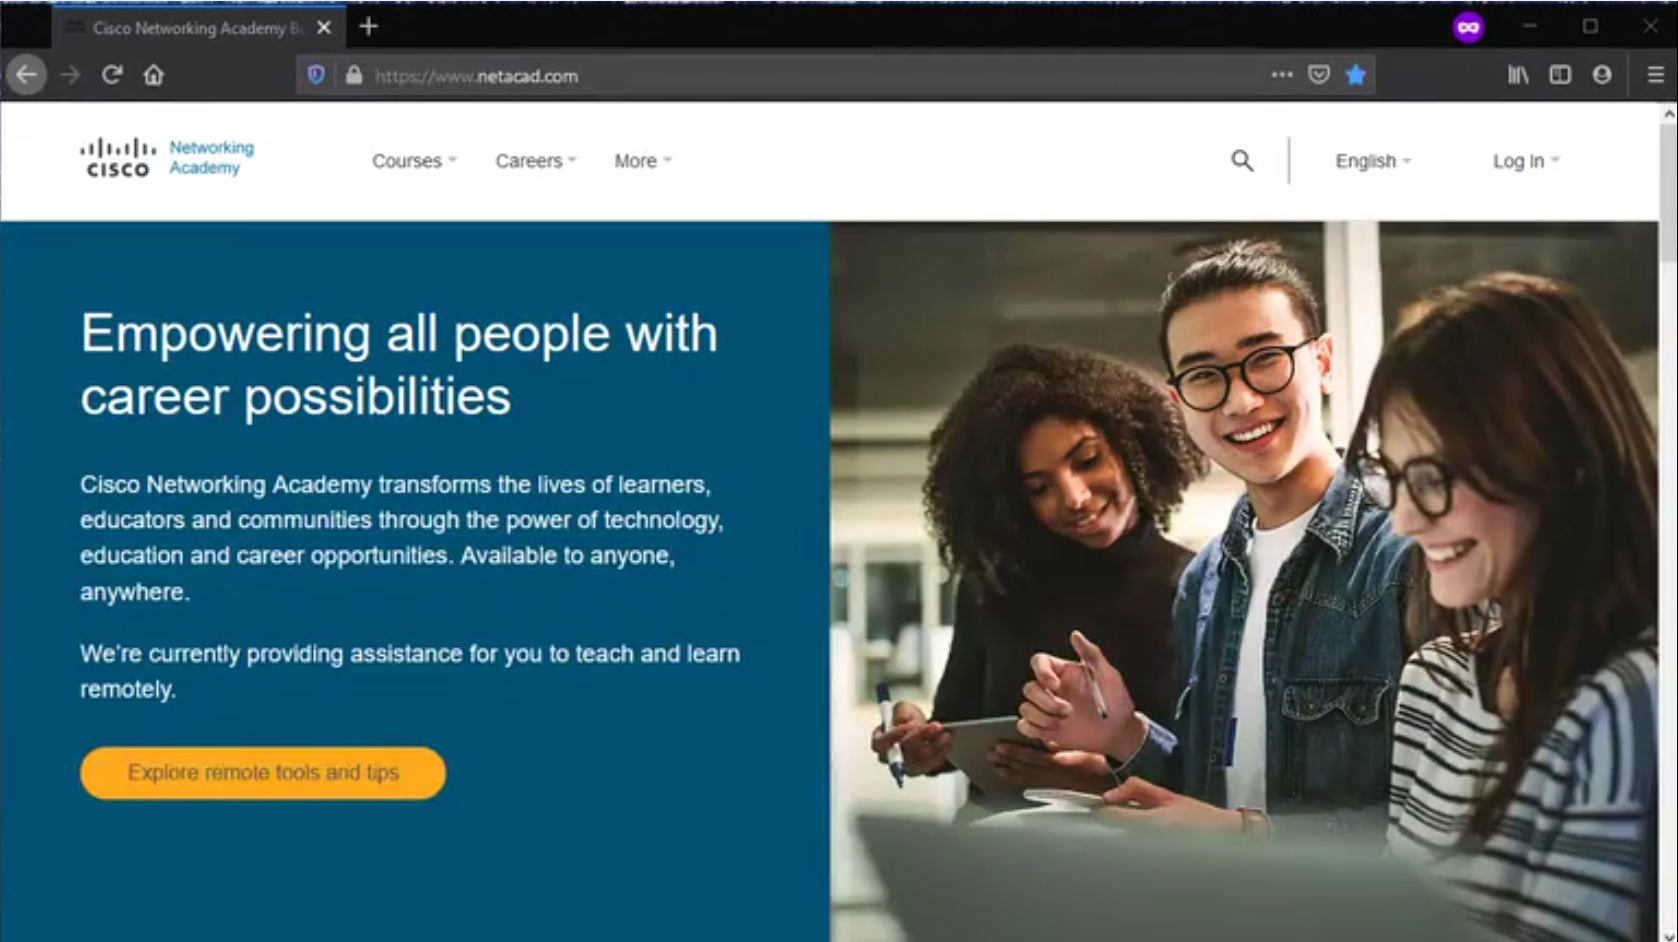 Cisco Networking Academy B
https://www.netacad.com
CISCO
Networking
Academy
Courses
Careers
More
English
Log In
Empowering all people with
career possibilities
Cisco Networking Academy transforms the lives of learners,
educators and communities through the power of technology,
education and career opportunities. Available to anyone,
anywhere.
We’re currently providing assistance for you to teach and learn
remotely.
Explore remote tools and tips